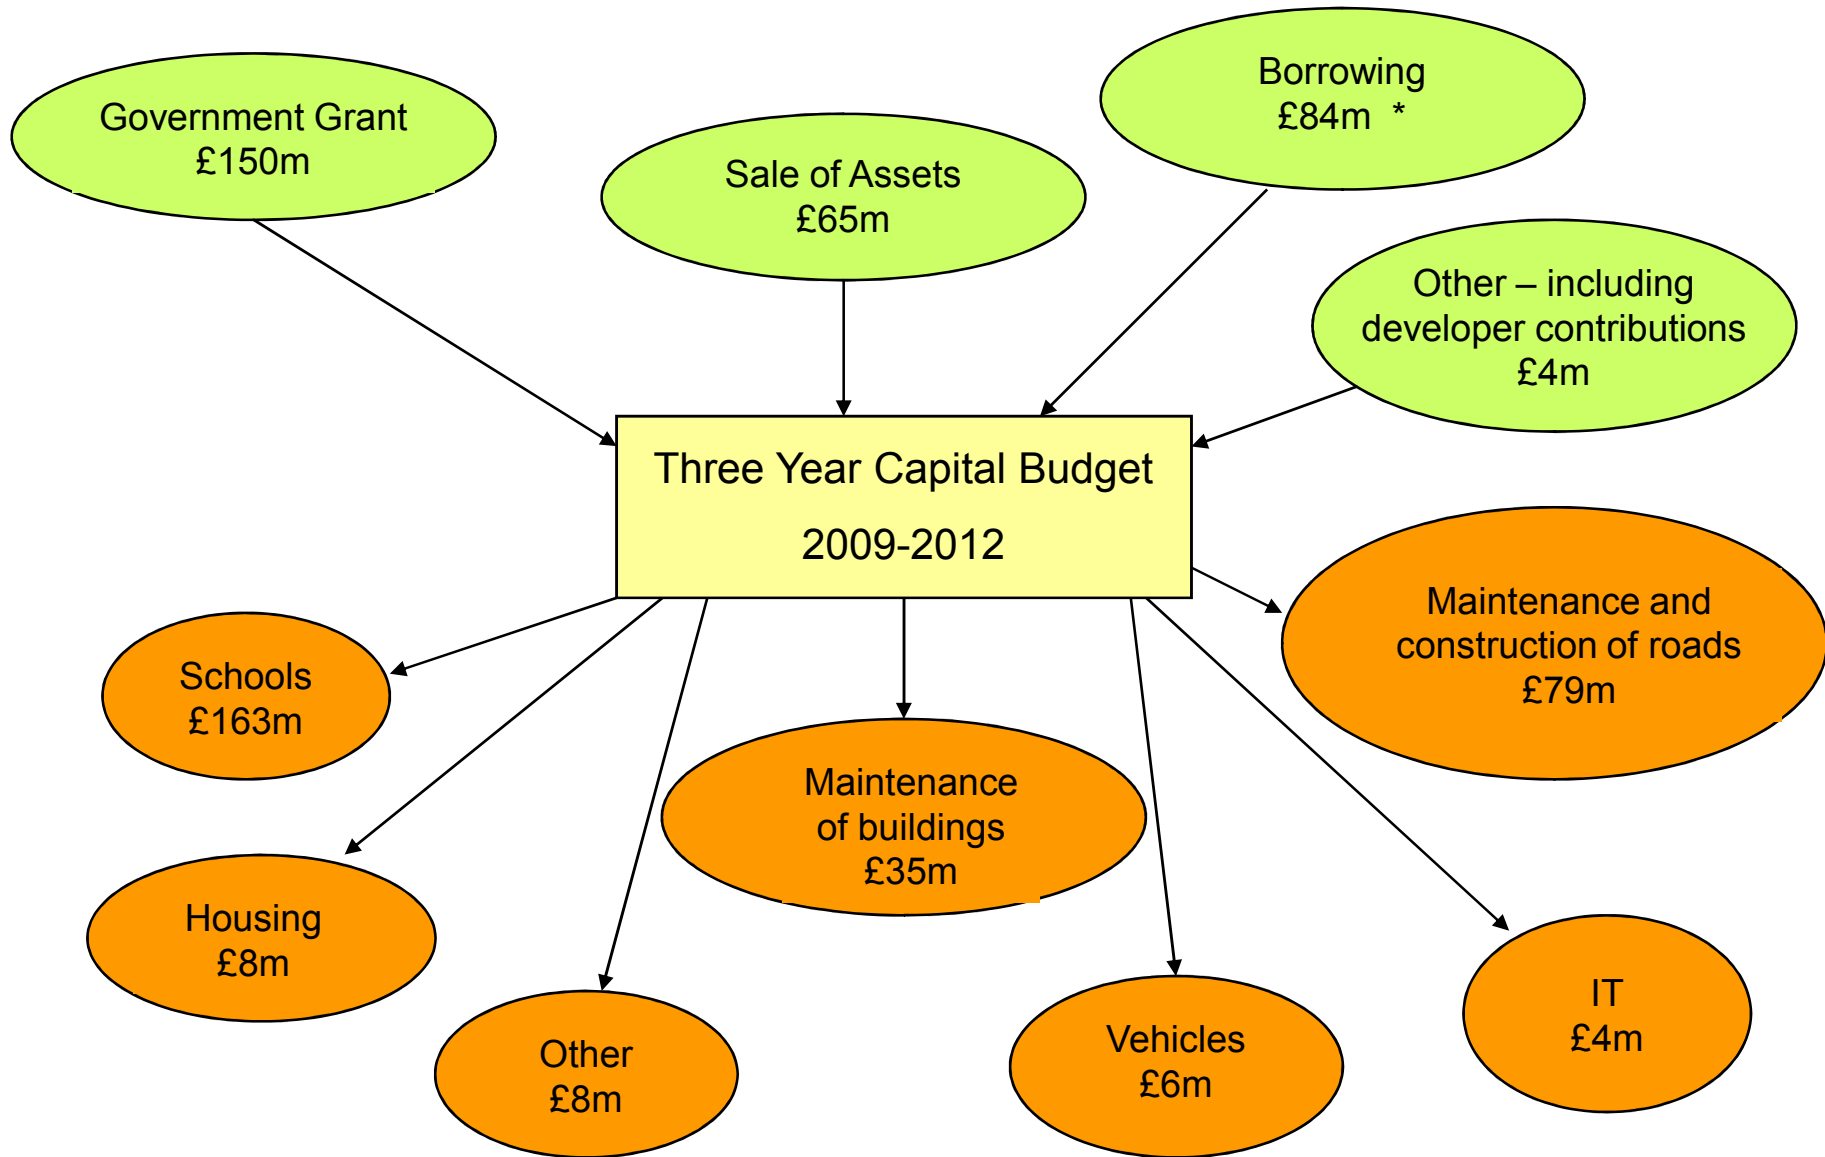 Government Grant
£150m
Sale of Assets
£65m
Borrowing
£84m *
Other – including
developer contributions
£4m
Three Year Capital Budget
2009-2012
Maintenance and
construction of roads
£79m
Schools
£163m
Maintenance
of buildings
£35m
Housing
£8m
Other
£8m
Vehicles
£6m
IT
£4m